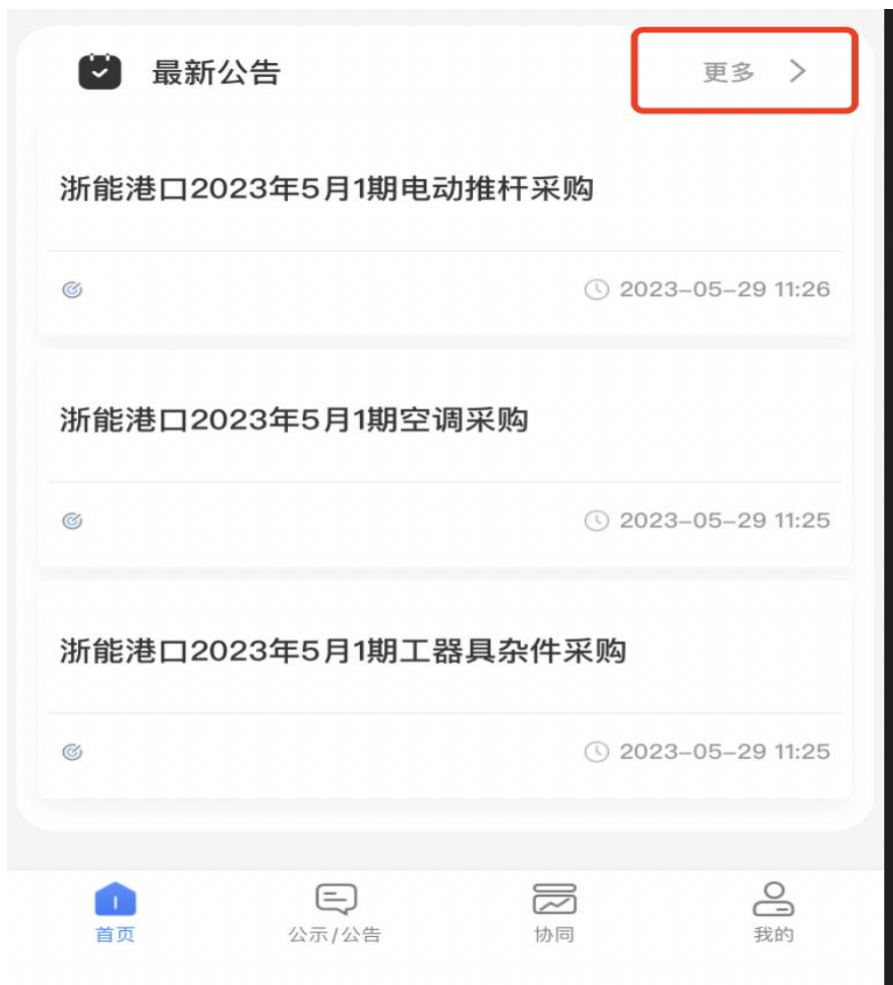 最新公告
更多
浙能港口2023年5月1期电动推杆采购
2023-05-29 11:26
浙能港口2023年5月1期空调采购
2023-05-29 11:25
浙能港口2023年5月1期工器具杂件采购
2023-05-29 11:25
首页 公示/公告 协同 我的